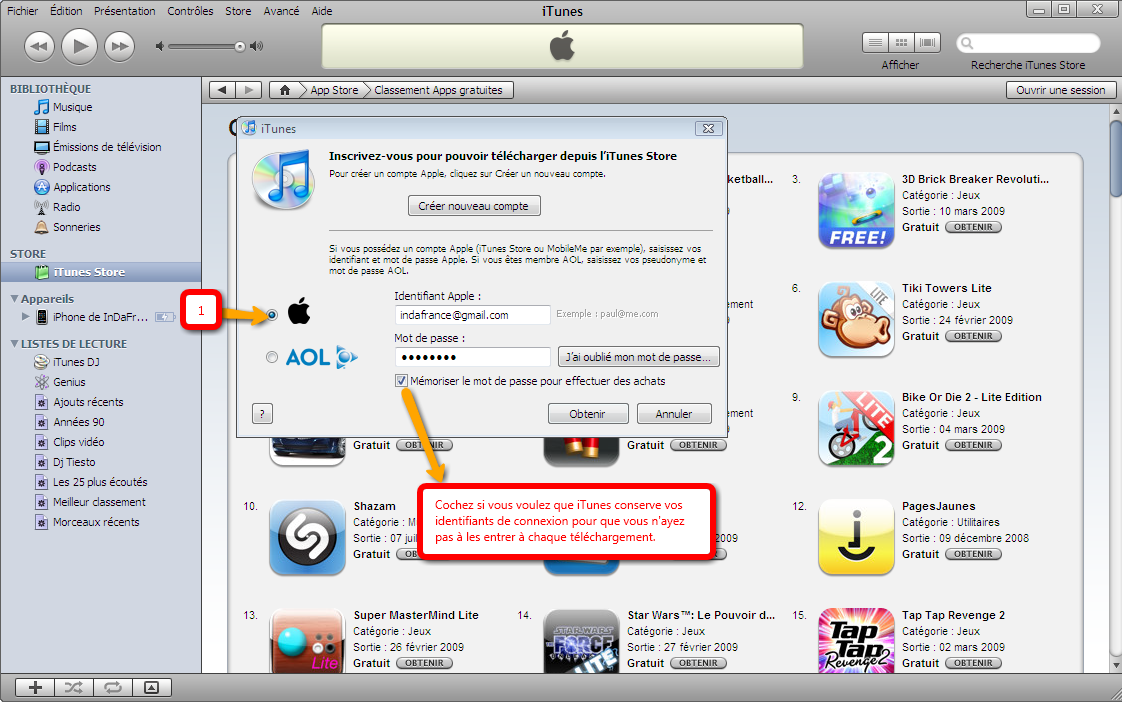 Fichier Édition Présentation Contrôles Store Avancé Aide
iTunes
Afficher
Recherche iTunes Store
App Store
Classement Apps gratuites
Ouvrir une session
BIBLIOTHÈQUE
Musique
Films
Émissions de télévision
Podcasts
Applications
Radio
Sonneries
STORE
iTunes Store
Appareils
iPhone de InDaFr...
LISTES DE LECTURE
iTunes DJ
Genius
Ajouts récents
Années 90
Clips vidéo
Dj Tiesto
Les 25 plus écoutés
Meilleur classement
Morceaux récents
1
iTunes
Inscrivez-vous pour pouvoir télécharger depuis l'iTunes Store
Pour créer un compte Apple, cliquez sur Créer un nouveau compte.
Créer nouveau compte
Si vous possédez un compte Apple (iTunes Store ou MobileMe par exemple), saisissez vos
identifiant et mot de passe Apple. Si vous êtes membre AOL, saisissez vos pseudonyme et
mot de passe AOL.
Identifiant Apple :
indafrance@gmail.com
Exemple : paul@me.com
AOL
Mot de passe :
••••••••
J'ai oublié mon mot de passe...
Mémoriser le mot de passe pour effectuer des achats
?
Obtenir
Annuler
Cochez si vous voulez que iTunes conserve vos
identifiants de connexion pour que vous n'ayez
pas à les entrer à chaque téléchargement.
ketball...
3.
3D Brick Breaker Revoluti...
Catégorie : Jeux
Sortie : 10 mars 2009
Gratuit OBTENIR
FREE!
ement
6.
Tiki Towers Lite
Catégorie : Jeux
Sortie : 24 février 2009
Gratuit OBTENIR
LITE
ement
9.
Bike Or Die 2 - Lite Edition
Catégorie : Jeux
Sortie : 04 mars 2009
Gratuit OBTENIR
LITE
2
Gratuit OBTENIR
Gratuit OBTENIR
10.
Shazam
Catégorie : M
Sortie : 07 juil
Gratuit OB
12.
PagesJaunes
Catégorie : Utilitaires
Sortie : 09 décembre 2008
Gratuit OBTENIR
13.
Super MasterMind Lite
Catégorie : Jeux
Sortie : 26 février 2009
Gratuit OBTENIR
Lite
14.
Star Wars™: Le Pouvoir d...
Catégorie : Jeux
Sortie : 27 février 2009
Gratuit OBTENIR
STAR WARS
THE FORCE
LITE
15.
Tap Tap Revenge 2
Catégorie : Jeux
Sortie : 02 mars 2009
Gratuit OBTENIR
Tap
Tap
Revenge2